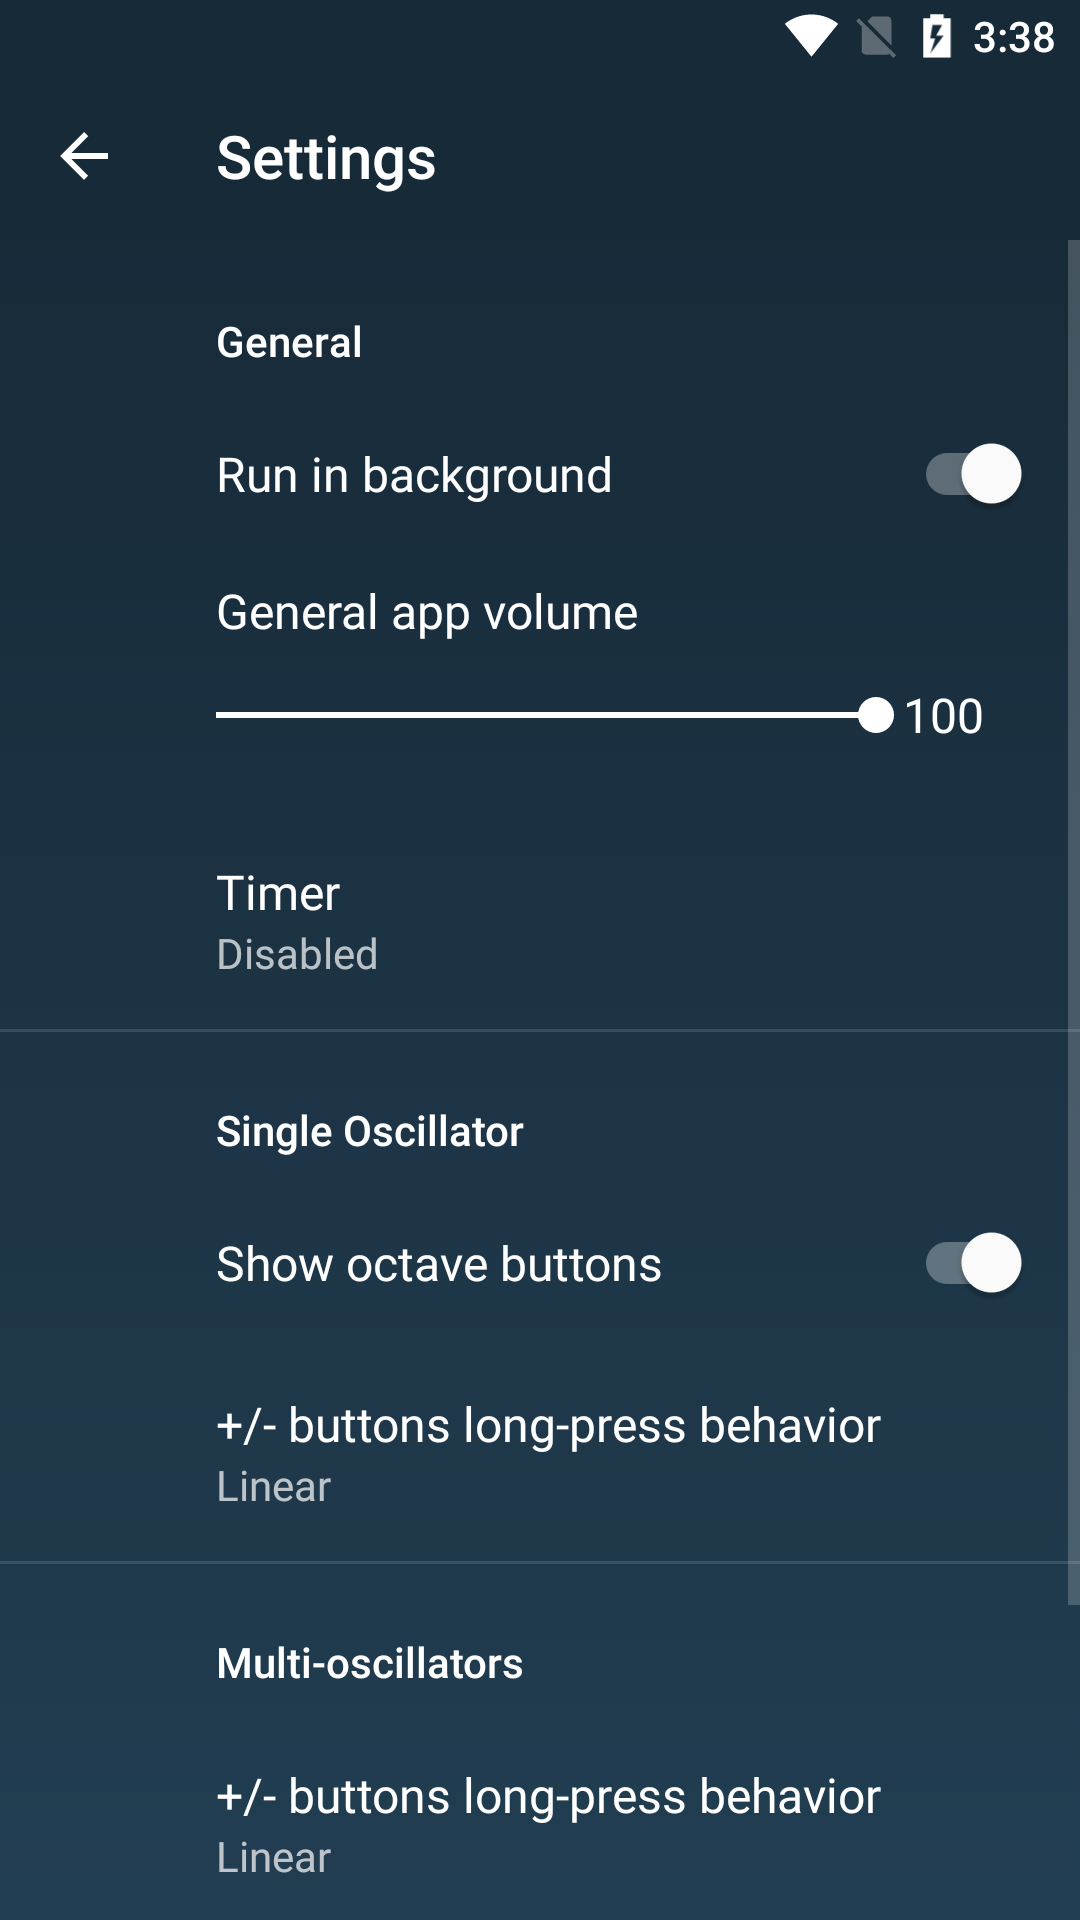 3:38
Settings
General
Run in background
General app volume
100
Timer
Disabled
Single Oscillator
Show octave buttons
+/- buttons long-press behavior
Linear
Multi-oscillators
+/- buttons long-press behavior
Linear